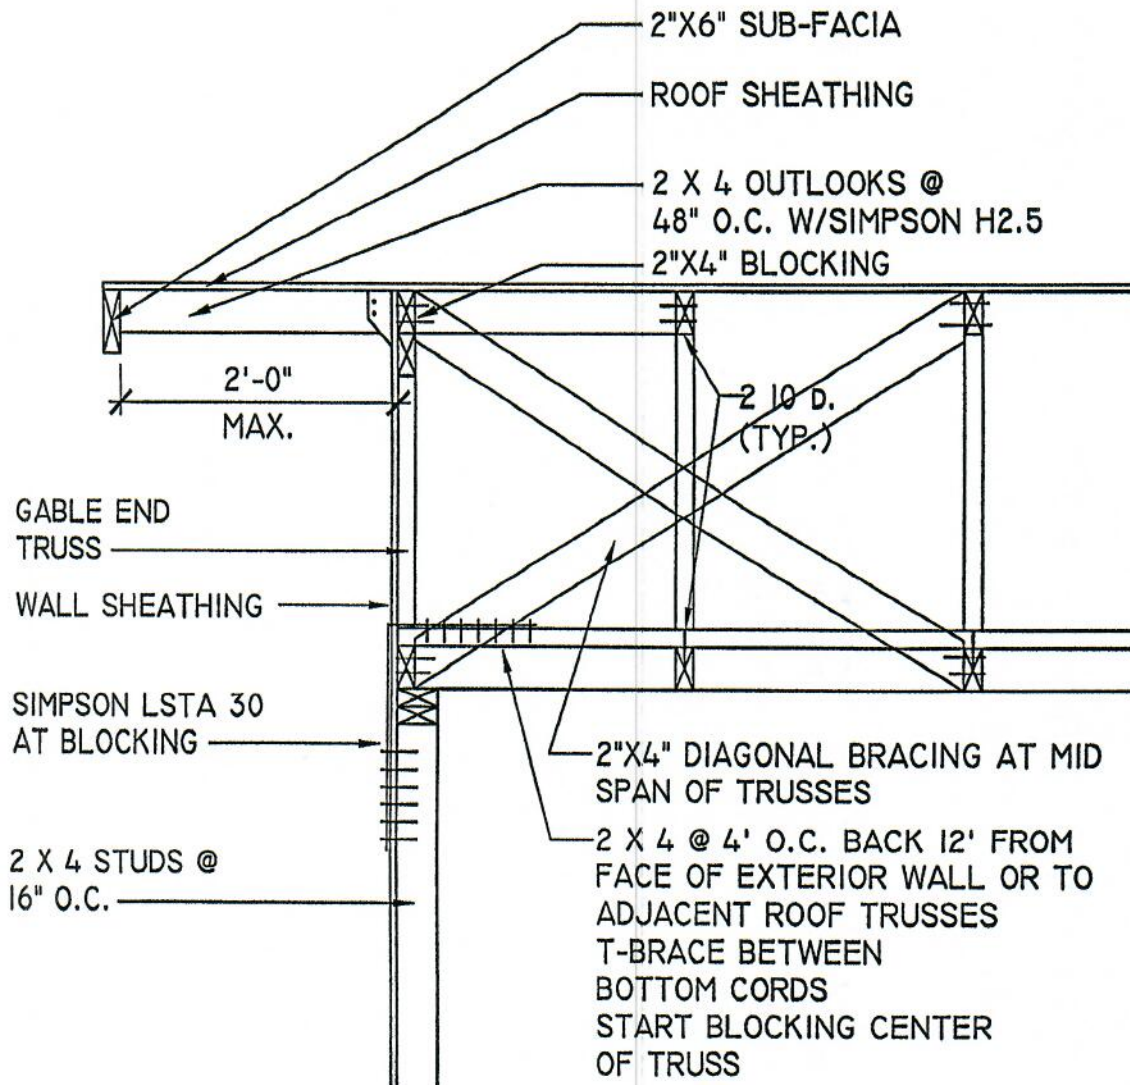 2"X6" SUB-FACIA
ROOF SHEATHING
2 X 4 OUTLOOKS @
48" O.C. W/SIMPSON H2.5
2"X4" BLOCKING
2'-0"
MAX.
2 10 D.
(TYP.)
GABLE END
TRUSS
WALL SHEATHING
SIMPSON LSTA 30
AT BLOCKING
2 X 4 STUDS @
16" O.C.
2"X4" DIAGONAL BRACING AT MID
SPAN OF TRUSSES
2 X 4 @ 4' O.C. BACK 12' FROM
FACE OF EXTERIOR WALL OR TO
ADJACENT ROOF TRUSSES
T-BRACE BETWEEN
BOTTOM CORDS
START BLOCKING CENTER
OF TRUSS